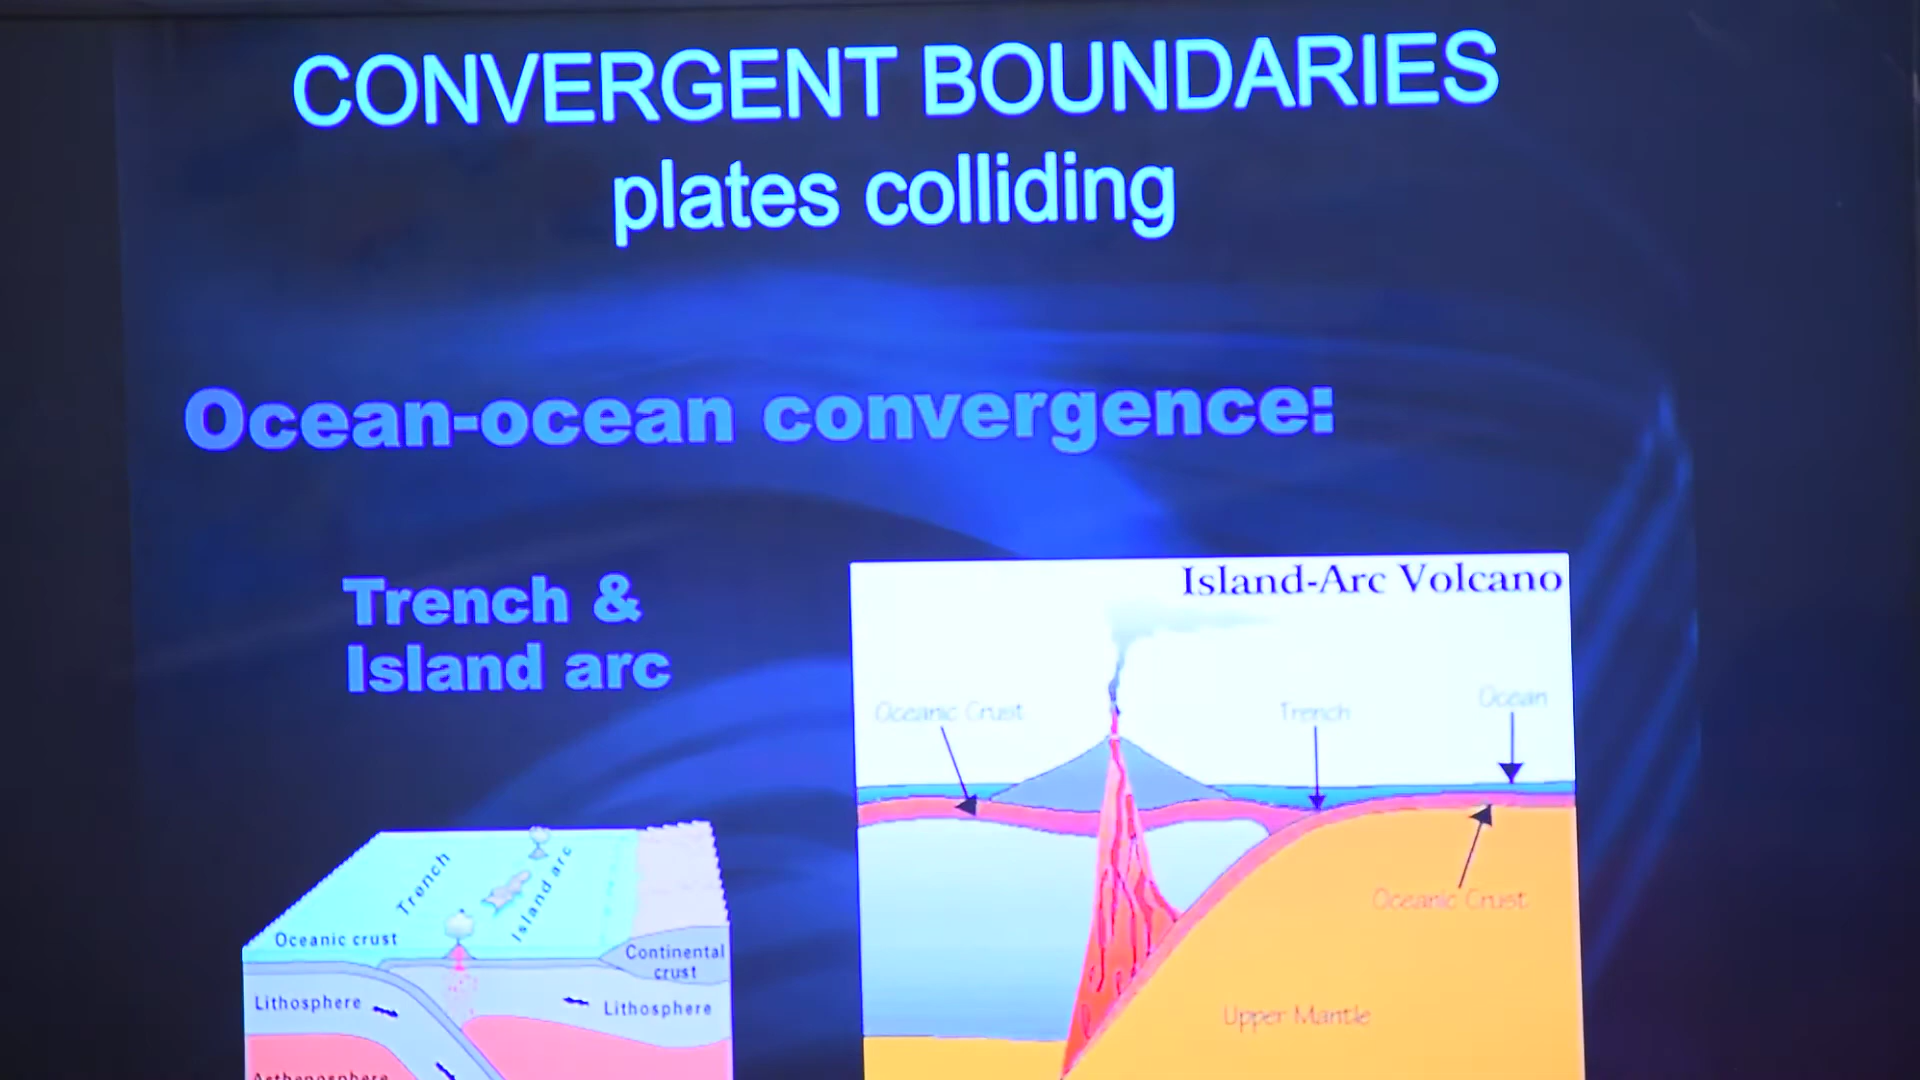 CONVERGENT BOUNDARIES
plates colliding
Ocean-ocean convergence:
Trench &
Island arc
Island-Arc Volcano
Oceanic Crust
Trench
Ocean
Oceanic Crust
Upper Mantle
Trench
Island arc
Oceanic crust
Continental
crust
Lithosphere
Lithosphere
Asthenosphere